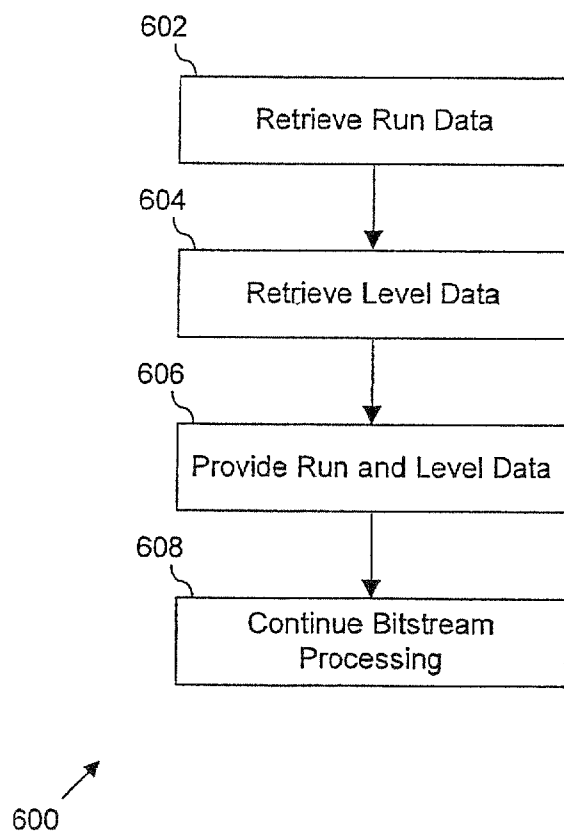 602
Retrieve Run Data
604
Retrieve Level Data
606
Provide Run and Level Data
608
Continue Bitstream
Processing
600